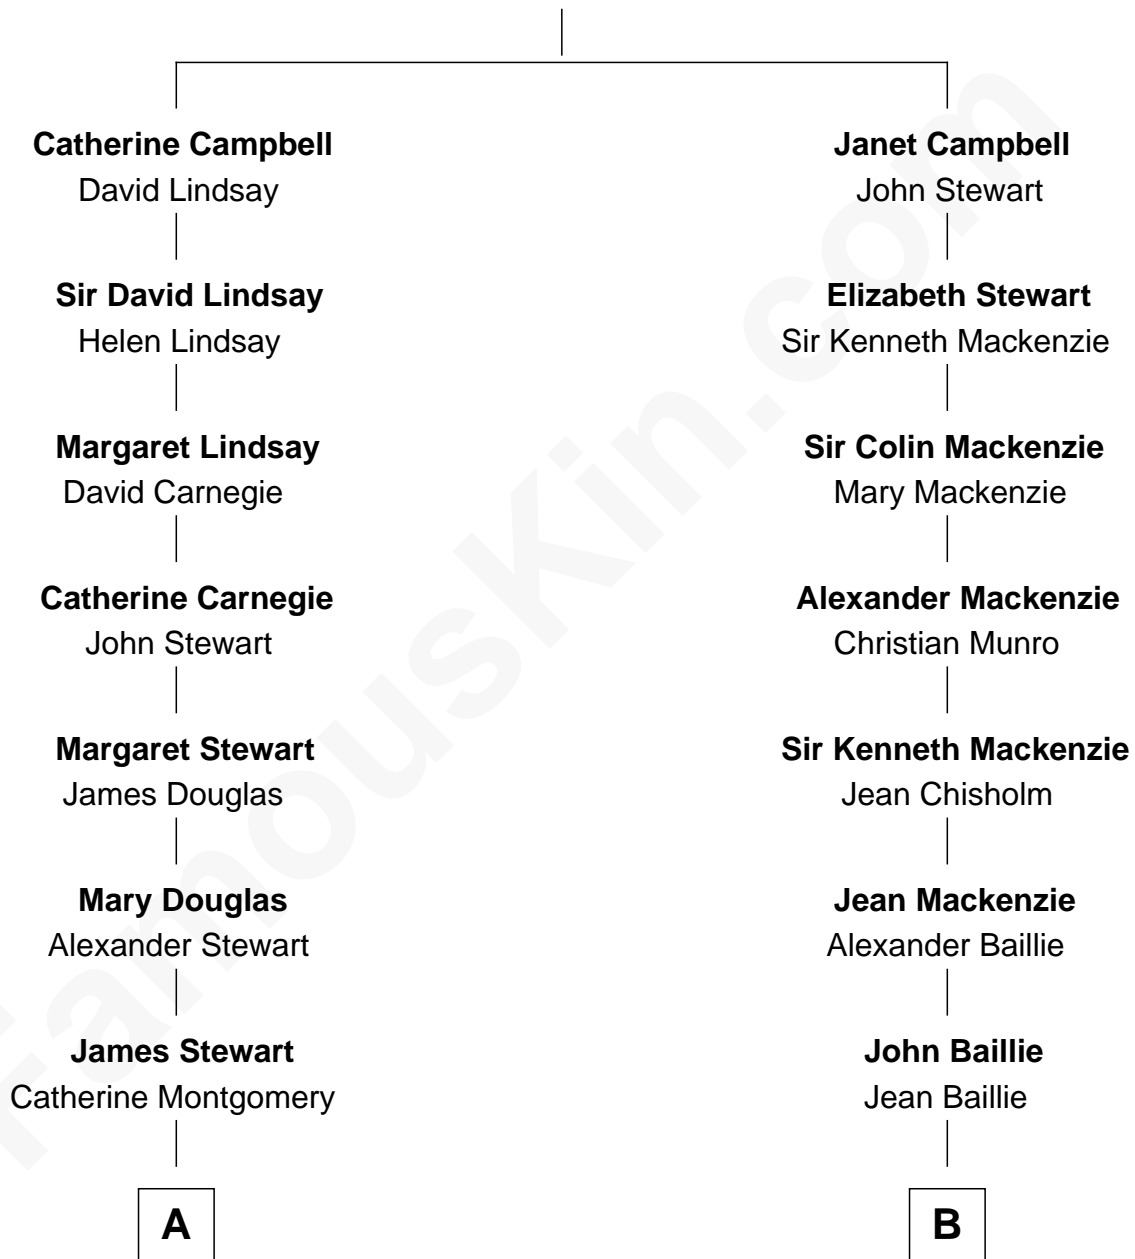 Catherine Campbell
David Lindsay
Sir David Lindsay
Helen Lindsay
Margaret Lindsay
David Carnegie
Catherine Carnegie
John Stewart
Margaret Stewart
James Douglas
Mary Douglas
Alexander Stewart
James Stewart
Catherine Montgomery
A
Janet Campbell
John Stewart
Elizabeth Stewart
Sir Kenneth Mackenzie
Sir Colin Mackenzie
Mary Mackenzie
Alexander Mackenzie
Christian Munro
Sir Kenneth Mackenzie
Jean Chisholm
Jean Mackenzie
Alexander Baillie
John Baillie
Jean Baillie
B
FamousKin.com